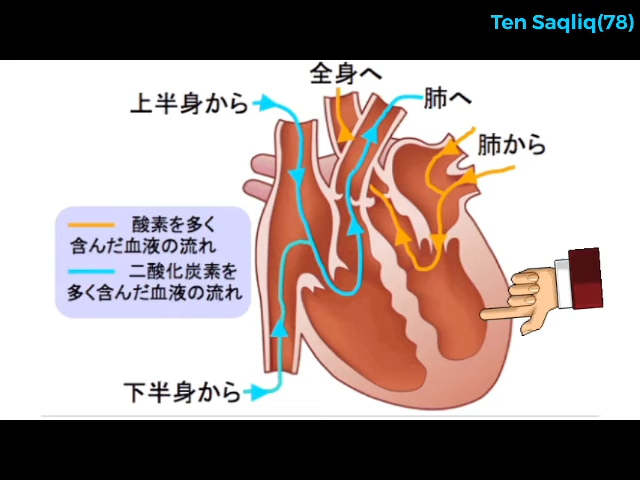 Ten Saqliq(78)
全身へ
上半身から
肺へ
肺から
酸素を多く
含んだ血液の流れ
二酸化炭素を
多く含んだ血液の流れ
下半身から